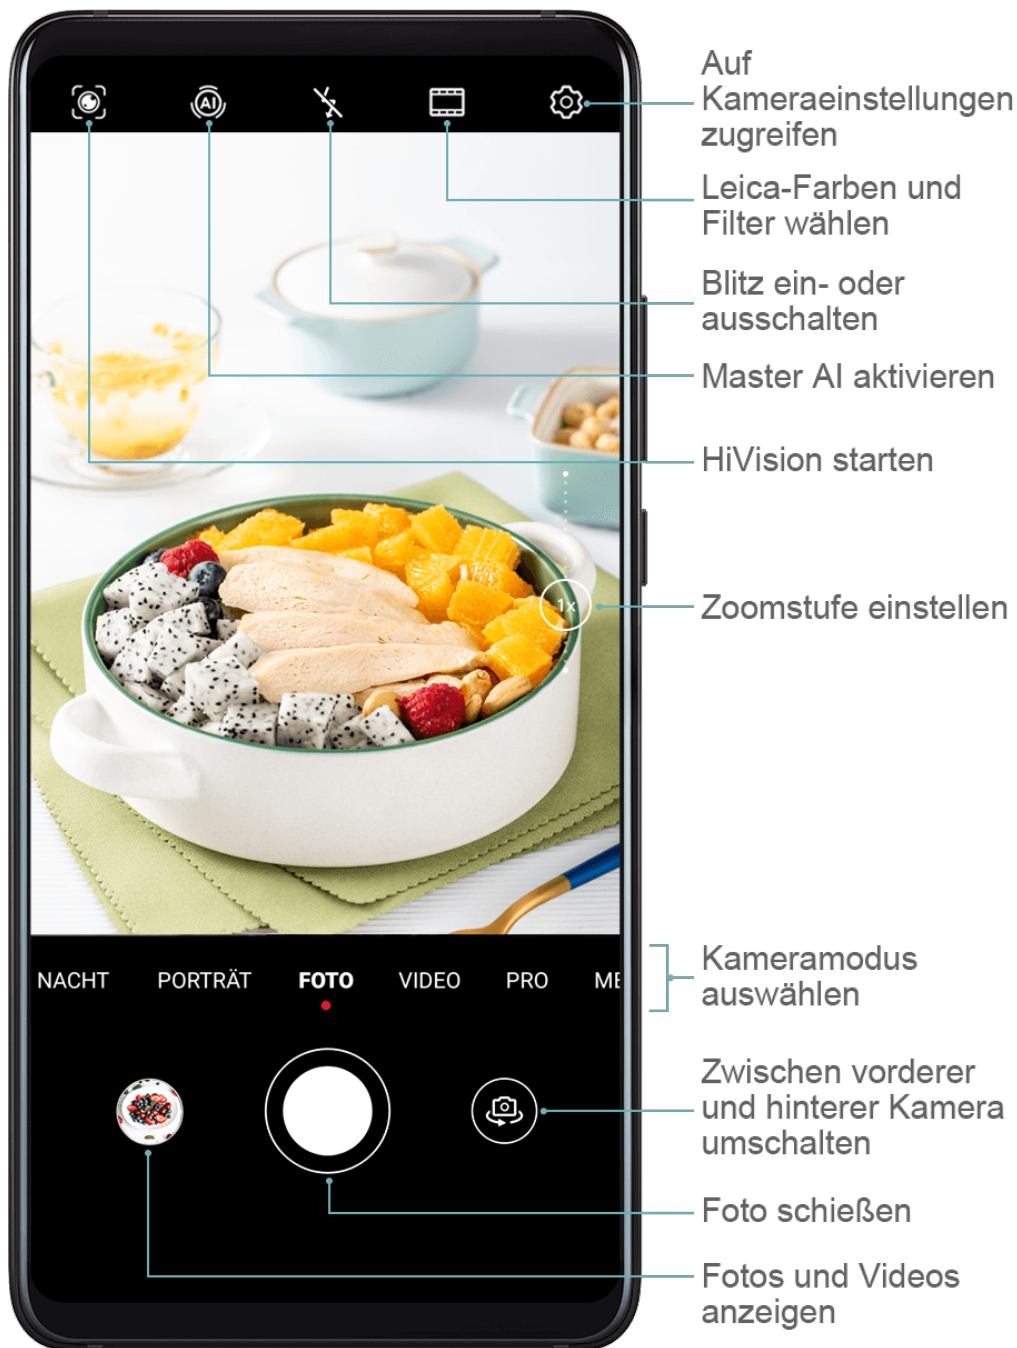 Auf
Kameraeinstellungen
zugreifen
AI
Leica-Farben und
Filter wählen
Blitz ein- oder
ausschalten
Master AI aktivieren
HiVision starten
1x
Zoomstufe einstellen
NACHT PORTRÄT FOTO VIDEO PRO
Kameramodus
auswählen
Zwischen vorderer
und hinterer Kamera
umschalten
Foto schießen
Fotos und Videos
anzeigen